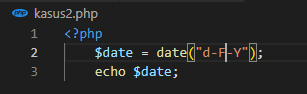 kasus2.php
1 <?php
2 $date = date("d-F-Y");
3 echo $date;